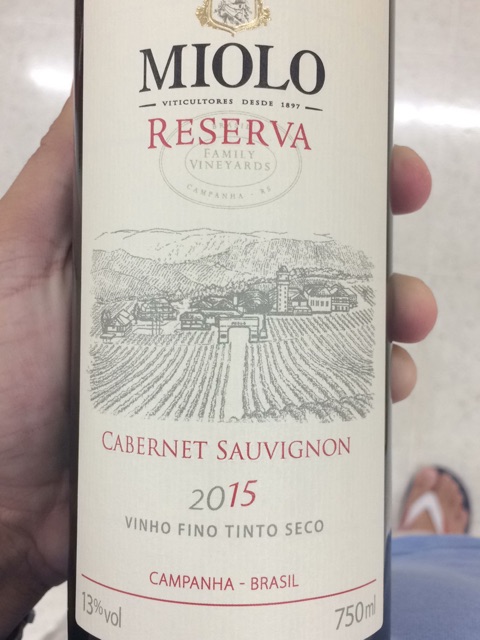 MIOLO
VITICULTORES DESDE 1897
RESERVA
FAMILY
VINEYARDS
CAMPANHA - RS
MIOLO
CABERNET SAUVIGNON
2015
VINHO FINO TINTO SECO
CAMPANHA - BRASIL
13%vol
750ml